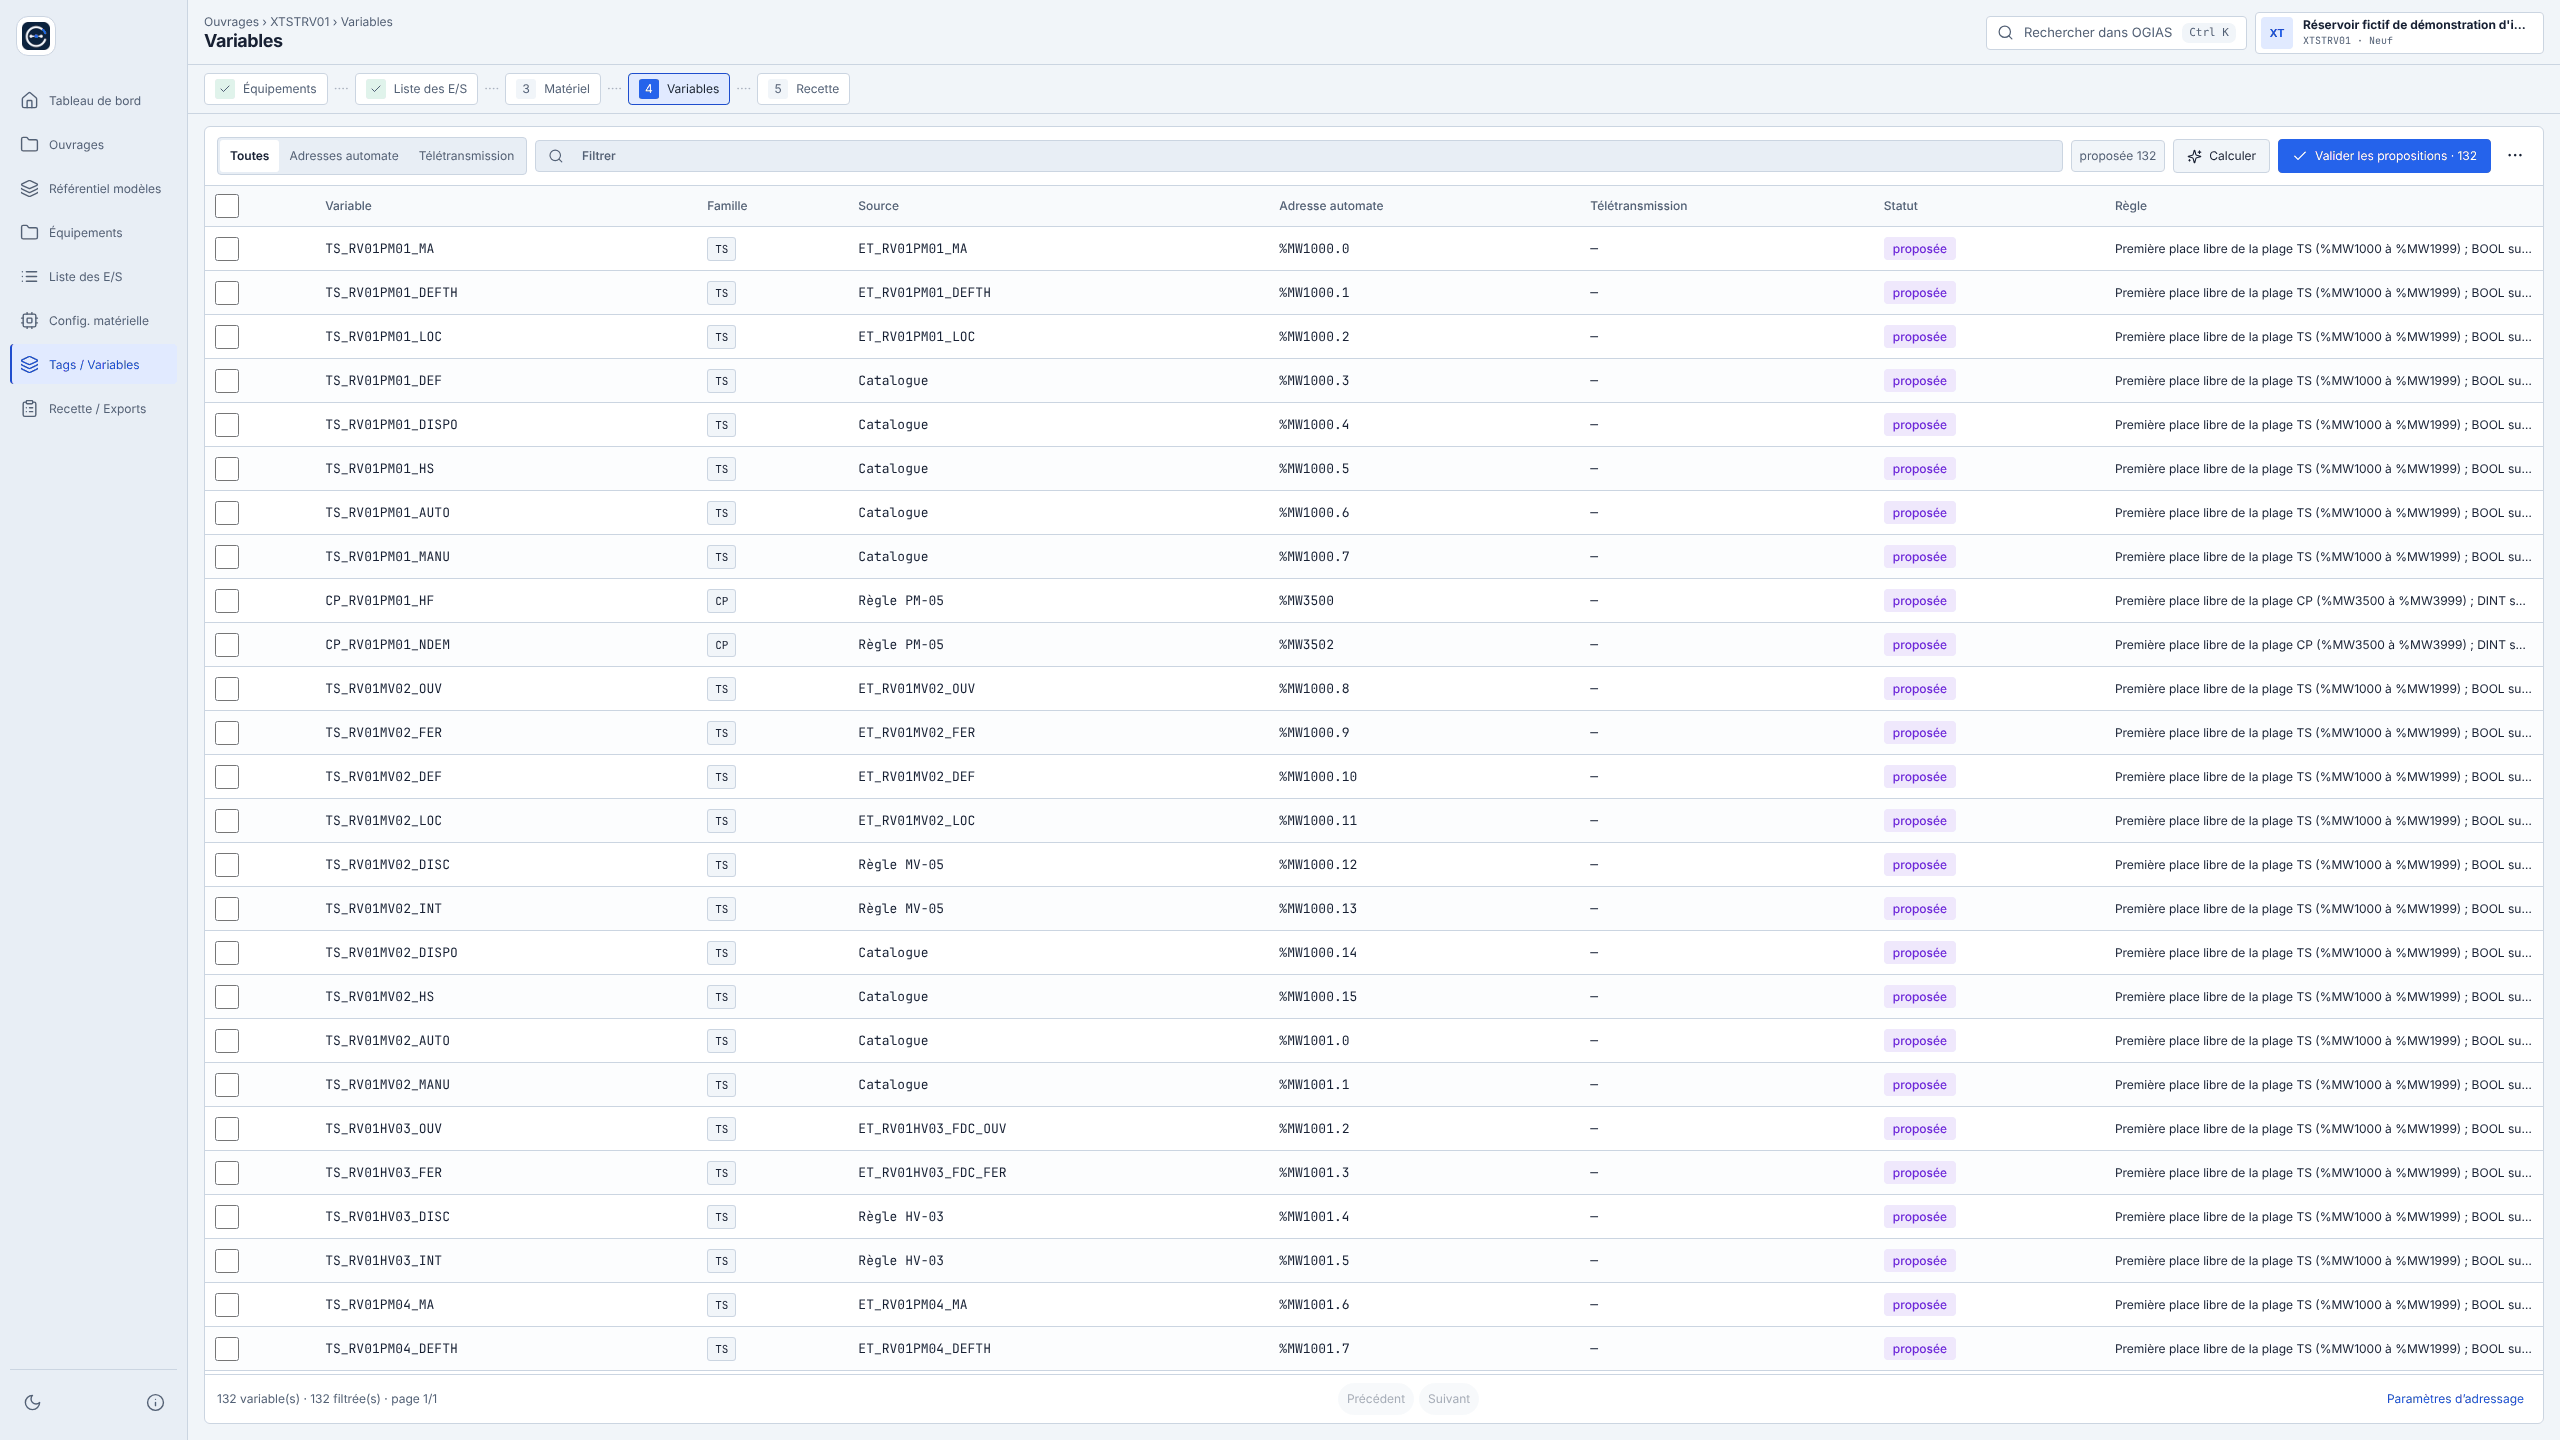 Ouvrages › XTSTRV01 › Variables
Variables
Rechercher dans OGIAS Ctrl K
XT Réservoir fictif de démonstration d'i...
XTSRV01 · Neuf
Tableau de bord
Ouvrages
Référentiel modèles
Équipements
Liste des E/S
Config. matérielle
Tags / Variables
Recette / Exports
Équipements
Liste des E/S
3 Matériel
4 Variables
5 Recette
Toutes Adresses automate Télétransmission Filtrer proposée 132 Calculer Valider les propositions · 132
Variable Famille Source Adresse automate Télétransmission Statut Règle
TS_RV01PM01_MA TS ET_RV01PM01_MA %MW1000.0 — proposée Première place libre de la plage TS (%MW1000 à %MW1999) ; BOOL su...
TS_RV01PM01_DEFTH TS ET_RV01PM01_DEFTH %MW1000.1 — proposée Première place libre de la plage TS (%MW1000 à %MW1999) ; BOOL su...
TS_RV01PM01_LOC TS ET_RV01PM01_LOC %MW1000.2 — proposée Première place libre de la plage TS (%MW1000 à %MW1999) ; BOOL su...
TS_RV01PM01_DEF TS Catalogue %MW1000.3 — proposée Première place libre de la plage TS (%MW1000 à %MW1999) ; BOOL su...
TS_RV01PM01_DISPO TS Catalogue %MW1000.4 — proposée Première place libre de la plage TS (%MW1000 à %MW1999) ; BOOL su...
TS_RV01PM01_HS TS Catalogue %MW1000.5 — proposée Première place libre de la plage TS (%MW1000 à %MW1999) ; BOOL su...
TS_RV01PM01_AUTO TS Catalogue %MW1000.6 — proposée Première place libre de la plage TS (%MW1000 à %MW1999) ; BOOL su...
TS_RV01PM01_MANU TS Catalogue %MW1000.7 — proposée Première place libre de la plage TS (%MW1000 à %MW1999) ; BOOL su...
CP_RV01PM01_HF CP Règle PM-05 %MW3500 — proposée Première place libre de la plage CP (%MW3500 à %MW3999) ; DINT s...
CP_RV01PM01_NDEM CP Règle PM-05 %MW3502 — proposée Première place libre de la plage CP (%MW3500 à %MW3999) ; DINT s...
TS_RV01MV02_OUV TS ET_RV01MV02_OUV %MW1000.8 — proposée Première place libre de la plage TS (%MW1000 à %MW1999) ; BOOL su...
TS_RV01MV02_FER TS ET_RV01MV02_FER %MW1000.9 — proposée Première place libre de la plage TS (%MW1000 à %MW1999) ; BOOL su...
TS_RV01MV02_DEF TS ET_RV01MV02_DEF %MW1000.10 — proposée Première place libre de la plage TS (%MW1000 à %MW1999) ; BOOL su...
TS_RV01MV02_LOC TS ET_RV01MV02_LOC %MW1000.11 — proposée Première place libre de la plage TS (%MW1000 à %MW1999) ; BOOL su...
TS_RV01MV02_DISC TS Règle MV-05 %MW1000.12 — proposée Première place libre de la plage TS (%MW1000 à %MW1999) ; BOOL su...
TS_RV01MV02_INT TS Règle MV-05 %MW1000.13 — proposée Première place libre de la plage TS (%MW1000 à %MW1999) ; BOOL su...
TS_RV01MV02_DISPO TS Catalogue %MW1000.14 — proposée Première place libre de la plage TS (%MW1000 à %MW1999) ; BOOL su...
TS_RV01MV02_HS TS Catalogue %MW1000.15 — proposée Première place libre de la plage TS (%MW1000 à %MW1999) ; BOOL su...
TS_RV01MV02_AUTO TS Catalogue %MW1001.0 — proposée Première place libre de la plage TS (%MW1000 à %MW1999) ; BOOL su...
TS_RV01MV02_MANU TS Catalogue %MW1001.1 — proposée Première place libre de la plage TS (%MW1000 à %MW1999) ; BOOL su...
TS_RV01HV03_OUV TS ET_RV01HV03_FDC_OUV %MW1001.2 — proposée Première place libre de la plage TS (%MW1000 à %MW1999) ; BOOL su...
TS_RV01HV03_FER TS ET_RV01HV03_FDC_FER %MW1001.3 — proposée Première place libre de la plage TS (%MW1000 à %MW1999) ; BOOL su...
TS_RV01HV03_DISC TS Règle HV-03 %MW1001.4 — proposée Première place libre de la plage TS (%MW1000 à %MW1999) ; BOOL su...
TS_RV01HV03_INT TS Règle HV-03 %MW1001.5 — proposée Première place libre de la plage TS (%MW1000 à %MW1999) ; BOOL su...
TS_RV01PM04_MA TS ET_RV01PM04_MA %MW1001.6 — proposée Première place libre de la plage TS (%MW1000 à %MW1999) ; BOOL su...
TS_RV01PM04_DEFTH TS ET_RV01PM04_DEFTH %MW1001.7 — proposée Première place libre de la plage TS (%MW1000 à %MW1999) ; BOOL su...
132 variable(s) · 132 filtrée(s) · page 1/1 Précédent Suivant Paramètres d’adressage